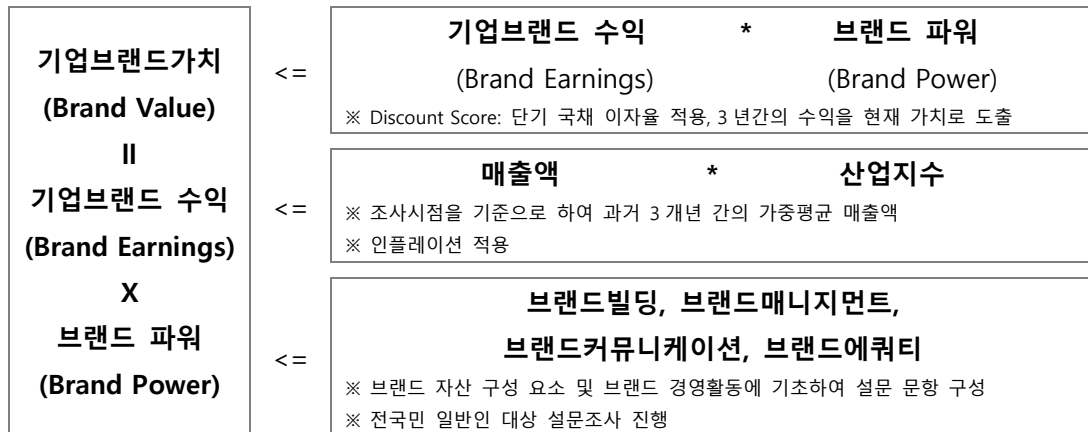 기업브랜드가치
(Brand Value)
||
기업브랜드 수익
(Brand Earnings)
X
브랜드 파워
(Brand Power)
<=
기업브랜드 수익 * 브랜드 파워
(Brand Earnings) (Brand Power)
※ Discount Score: 단기 국채 이자율 적용, 3 년간의 수익을 현재 가치로 도출
<=
매출액 * 산업지수
※ 조사시점을 기준으로 하여 과거 3 개년 간의 가중평균 매출액
※ 인플레이션 적용
<=
브랜드빌딩, 브랜드매니지먼트,
브랜드커뮤니케이션, 브랜드에쿼티
※ 브랜드 자산 구성 요소 및 브랜드 경영활동에 기초하여 설문 문항 구성
※ 전국민 일반인 대상 설문조사 진행